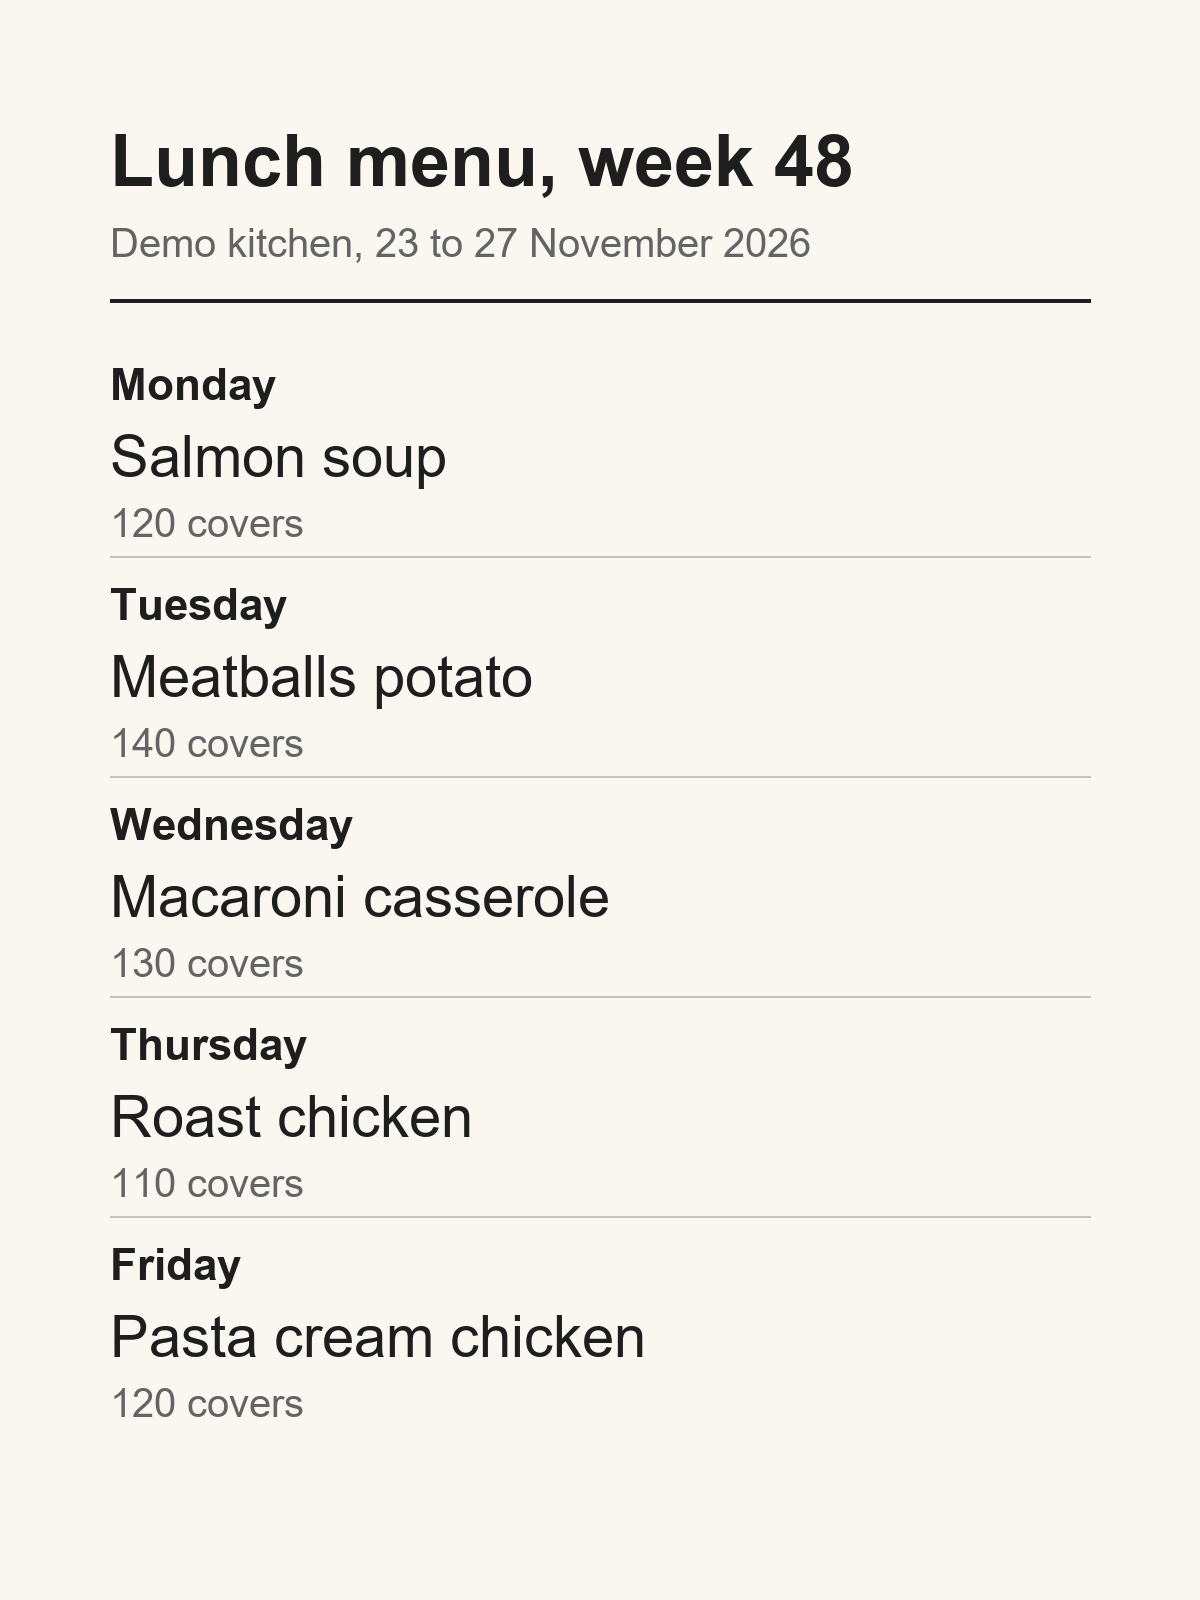 Lunch menu, week 48
Demo kitchen, 23 to 27 November 2026
Monday
Salmon soup
120 covers
Tuesday
Meatballs potato
140 covers
Wednesday
Macaroni casserole
130 covers
Thursday
Roast chicken
110 covers
Friday
Pasta cream chicken
120 covers